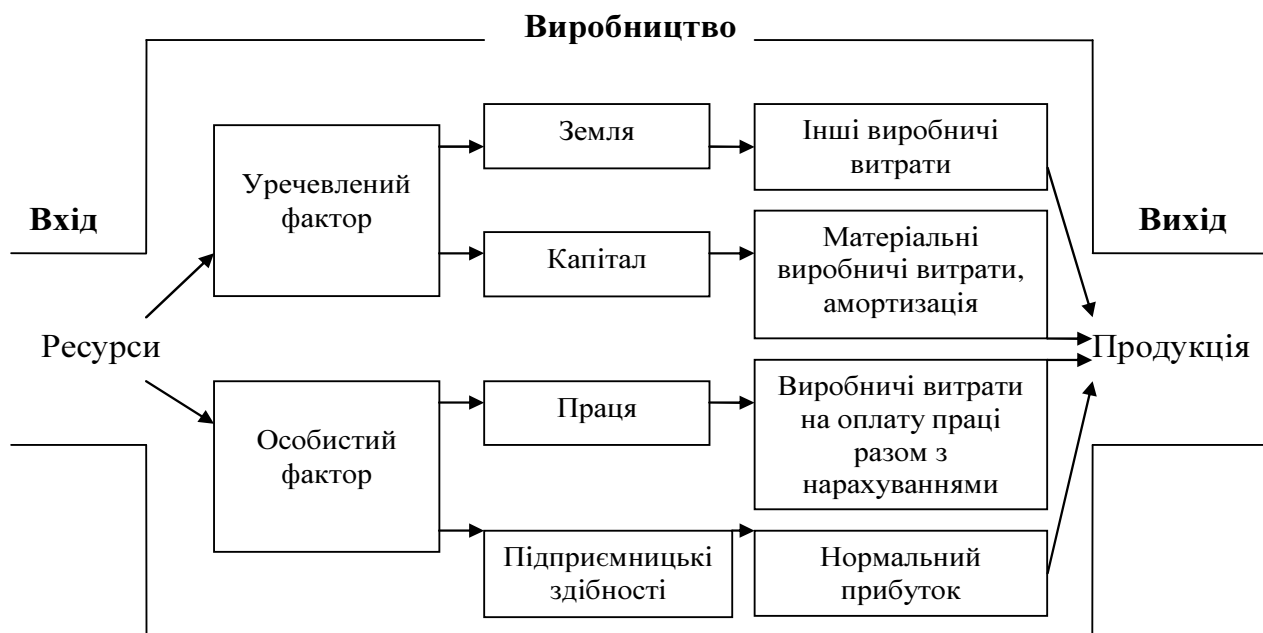 Виробництво
Вхід
Ресурси
Уречевлений
фактор
Особистий
фактор
Земля
Капітал
Праця
Підприємницькі
здібності
Інші виробничі
витрати
Матеріальні
виробничі витрати,
амортизація
Виробничі витрати
на оплату праці
разом з
нарахуваннями
Нормальний
прибуток
Вихід
Продукція